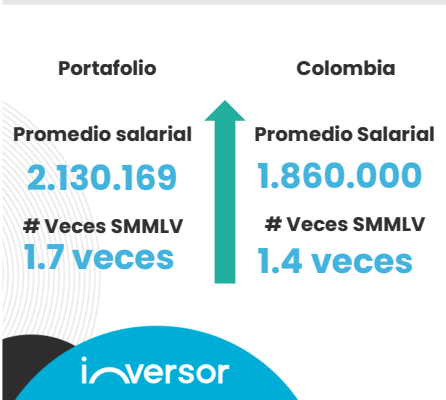 Portafolio
Promedio salarial
2.130.169
# Veces SMMLV
1.7 veces
Colombia
Promedio Salarial
1.860.000
# Veces SMMLV
1.4 veces
inversor